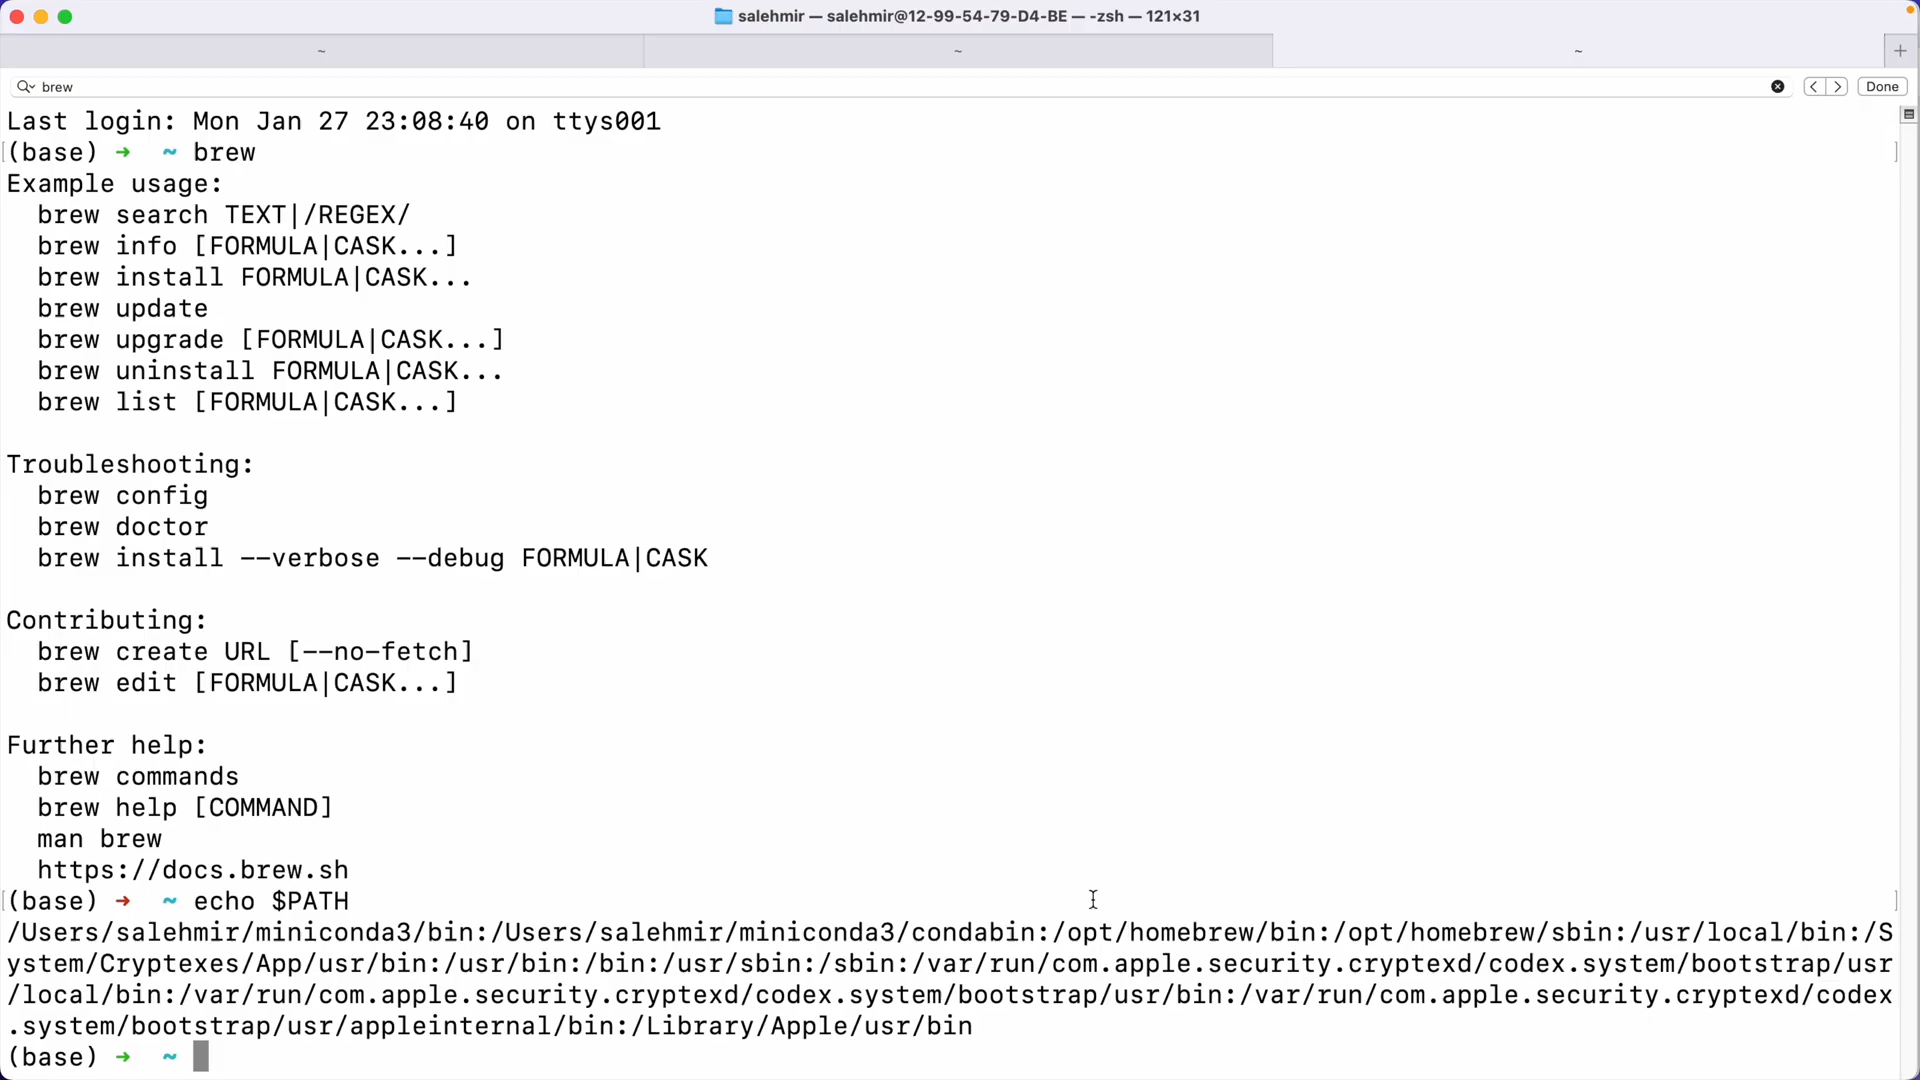 salehmir — salehmir@12-99-54-79-D4-BE — -zsh — 121×31
~ ~ ~ +
brew Done
Last login: Mon Jan 27 23:08:40 on ttys001
(base) ➜ ~ brew
Example usage:
brew search TEXT|/REGEX/
brew info [FORMULA|CASK...]
brew install FORMULA|CASK...
brew update
brew upgrade [FORMULA|CASK...]
brew uninstall FORMULA|CASK...
brew list [FORMULA|CASK...]
Troubleshooting:
brew config
brew doctor
brew install --verbose --debug FORMULA|CASK
Contributing:
brew create URL [--no-fetch]
brew edit [FORMULA|CASK...]
Further help:
brew commands
brew help [COMMAND]
man brew
https://docs.brew.sh
(base) ➜ ~ echo $PATH
/Users/salehmir/miniconda3/bin:/Users/salehmir/miniconda3/condabin:/opt/homebrew/bin:/opt/homebrew/sbin:/usr/local/bin:/S
ystem/Cryptexes/App/usr/bin:/usr/bin:/bin:/usr/sbin:/sbin:/var/run/com.apple.security.cryptexd/codex.system/bootstrap/usr
/local/bin:/var/run/com.apple.security.cryptexd/codex.system/bootstrap/usr/bin:/var/run/com.apple.security.cryptexd/codex
.system/bootstrap/usr/appleinternal/bin:/Library/Apple/usr/bin
(base) ➜ ~